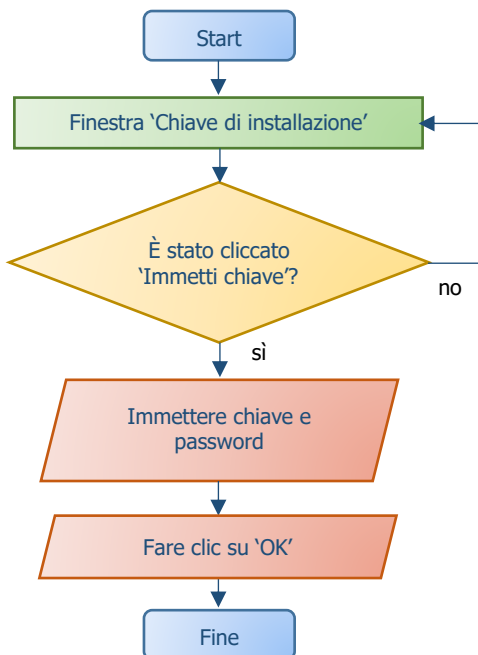 Start
Finestra ‘Chiave di installazione’
È stato cliccato
‘Immetti chiave’?
no
sì
Immettere chiave e
password
Fare clic su ‘OK’
Fine